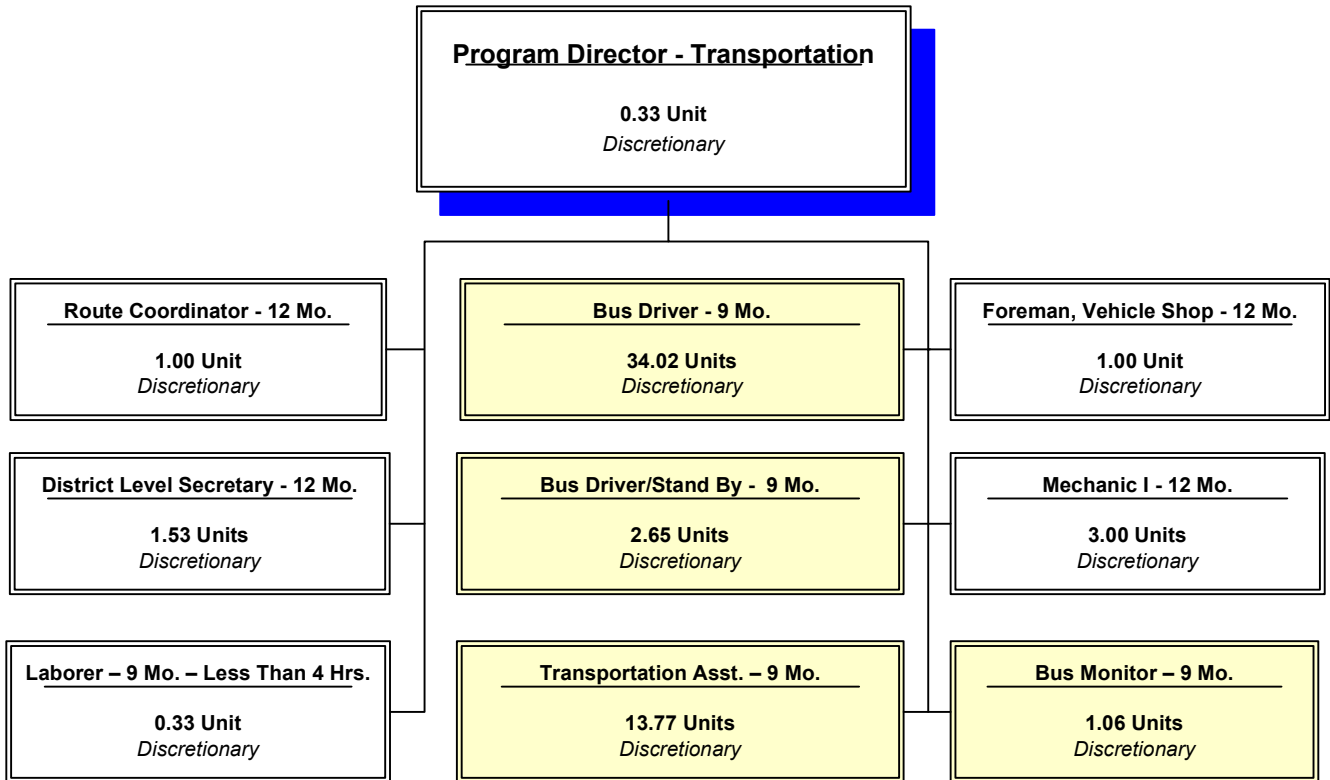 Program Director - Transportation
0.33 Unit
Discretionary
Route Coordinator - 12 Mo.
1.00 Unit
Discretionary
Bus Driver - 9 Mo.
34.02 Units
Discretionary
Foreman, Vehicle Shop - 12 Mo.
1.00 Unit
Discretionary
District Level Secretary - 12 Mo.
1.53 Units
Discretionary
Bus Driver/Stand By - 9 Mo.
2.65 Units
Discretionary
Mechanic I - 12 Mo.
3.00 Units
Discretionary
Laborer – 9 Mo. – Less Than 4 Hrs.
0.33 Unit
Discretionary
Transportation Asst. – 9 Mo.
13.77 Units
Discretionary
Bus Monitor – 9 Mo.
1.06 Units
Discretionary